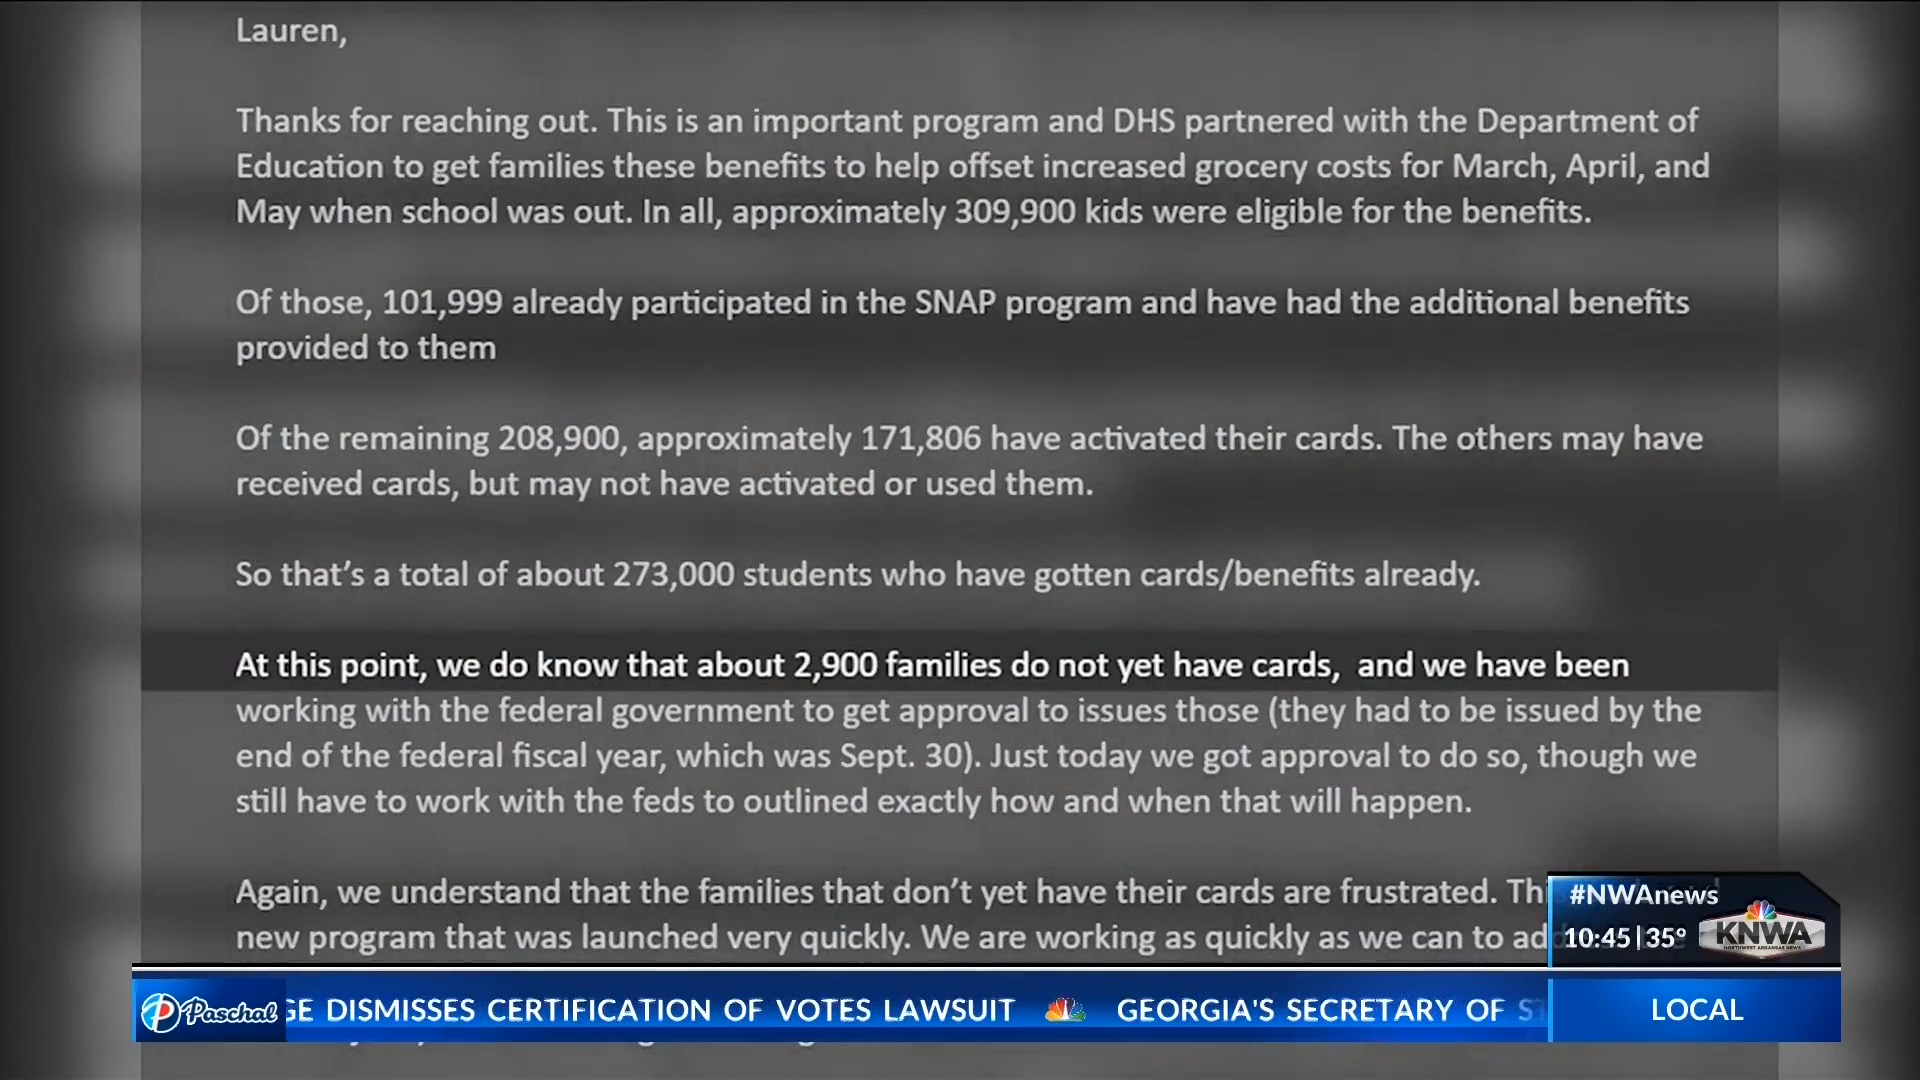 Lauren,
Thanks for reaching out. This is an important program and DHS partnered with the Department of
Education to get families these benefits to help offset increased grocery costs for March, April, and
May when school was out. In all, approximately 309,900 kids were eligible for the benefits.
Of those, 101,999 already participated in the SNAP program and have had the additional benefits
provided to them
Of the remaining 208,900, approximately 171,806 have activated their cards. The others may have
received cards, but may not have activated or used them.
So that’s a total of about 273,000 students who have gotten cards/benefits already.
At this point, we do know that about 2,900 families do not yet have cards,  and we have been
working with the federal government to get approval to issues those (they had to be issued by the
end of the federal fiscal year, which was Sept. 30). Just today we got approval to do so, though we
still have to work with the feds to outlined exactly how and when that will happen.
Again, we understand that the families that don’t yet have their cards are frustrated.
new program that was launched very quickly. We are working as quickly as we can to
#NWAnews
10:45 | 35°
KNWA
NORTHWEST ARKANSAS NEWS
Paschal
DISMISSES CERTIFICATION OF VOTES LAWSUIT
GEORGIA'S SECRETARY OF
LOCAL